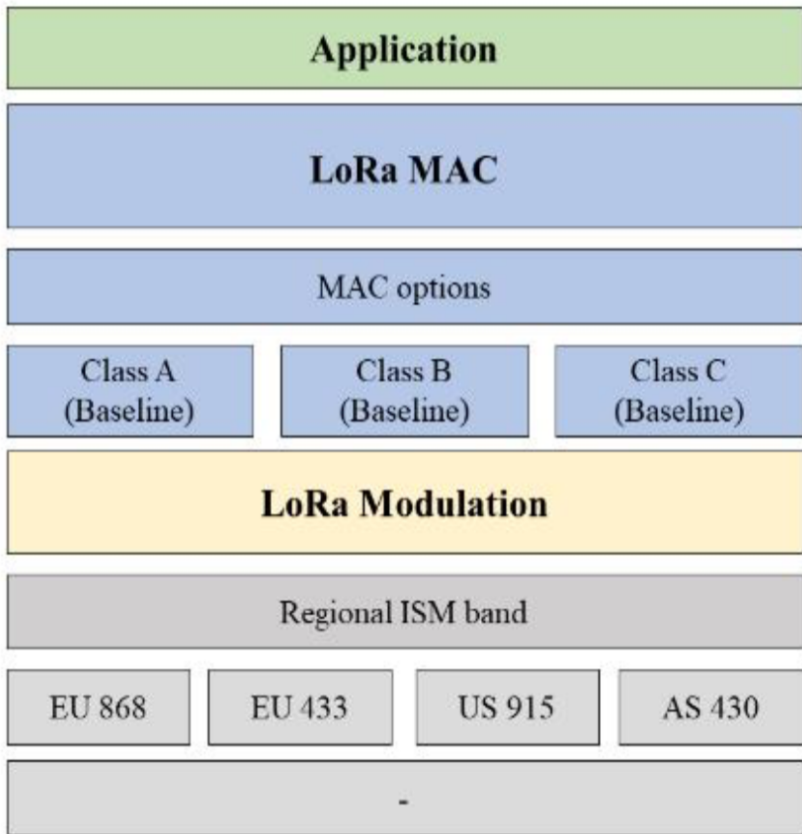 Application
LoRa MAC
MAC options
Class A
(Baseline)
Class B
(Baseline)
Class C
(Baseline)
LoRa Modulation
Regional ISM band
EU 868
EU 433
US 915
AS 430
-